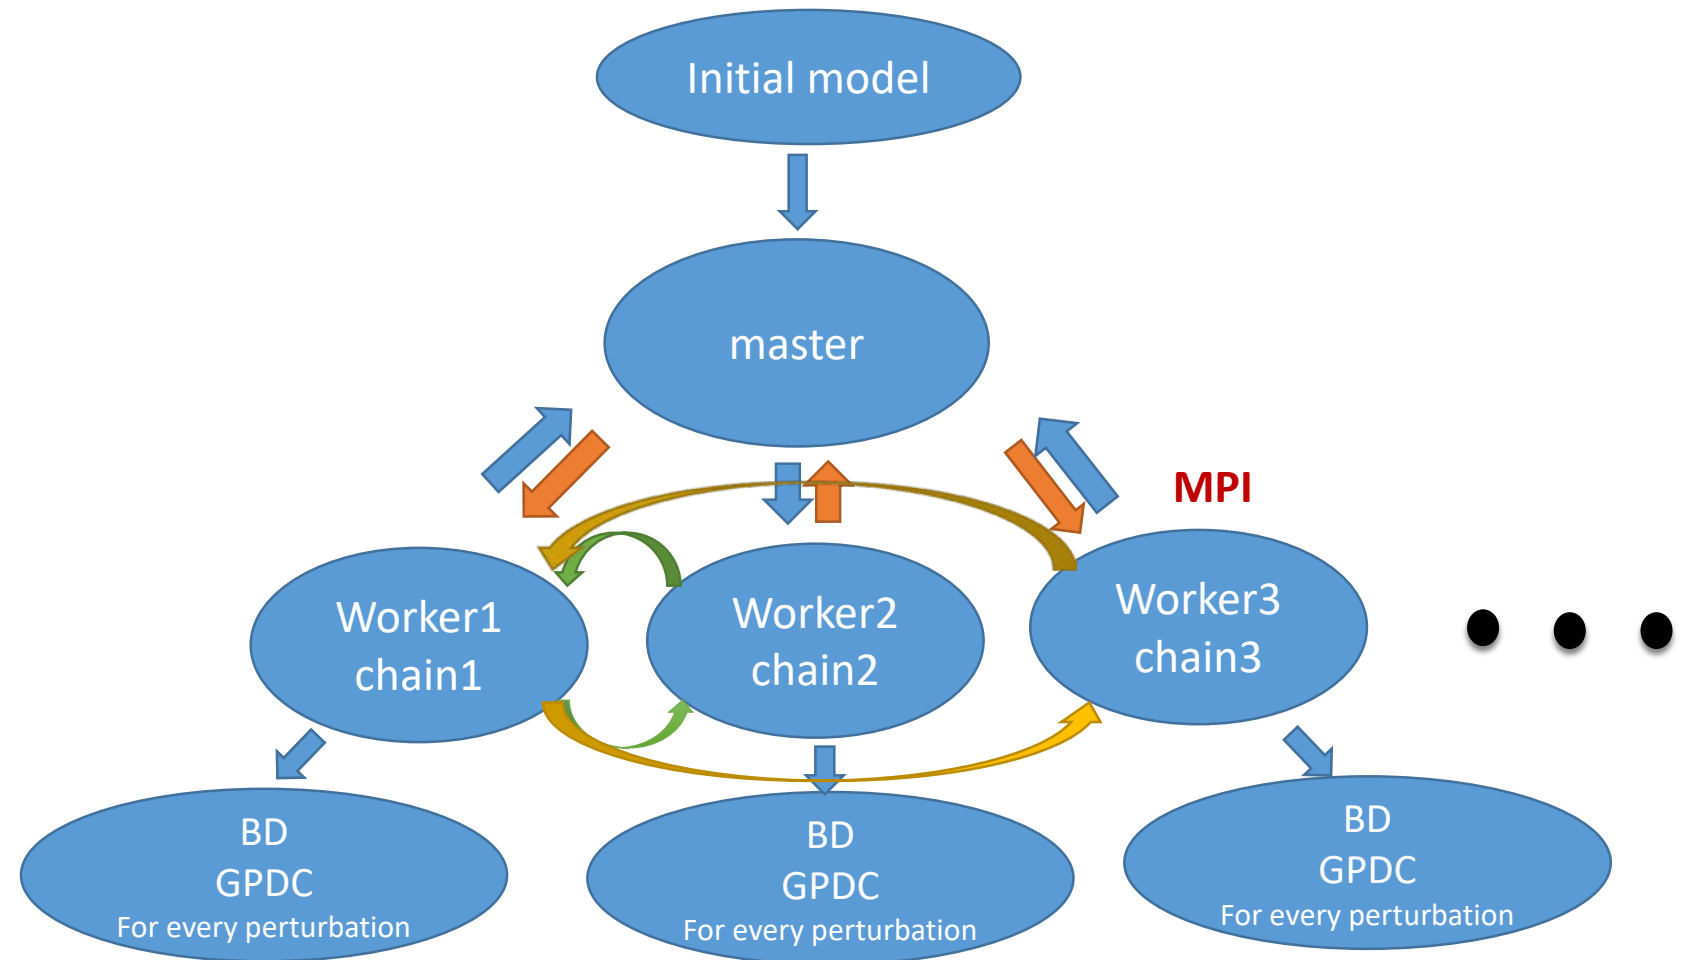 Initial model
master
MPI
Worker1
chain1
Worker2
chain2
Worker3
chain3
BD
GPDC
For every perturbation
BD
GPDC
For every perturbation
BD
GPDC
For every perturbation